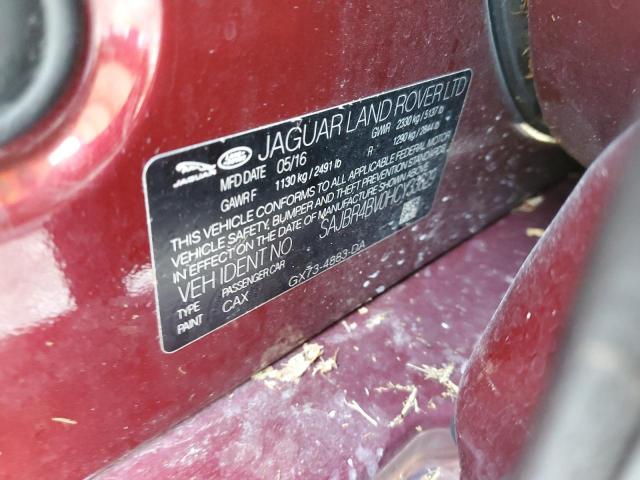 JAGUAR
LAND ROVER
JAGUAR LAND ROVER LTD
MFD DATE 05/16 GVWR 2330 kg / 5137 lb
GAWR F 1130 kg / 2491 lb R 1290 kg / 2844 lb
THIS VEHICLE CONFORMS TO ALL APPLICABLE FEDERAL MOTOR
VEHICLE SAFETY, BUMPER AND THEFT PREVENTION STANDARDS
IN EFFECT ON THE DATE OF MANUFACTURE SHOWN ABOVE
VEH IDENT NO.
TYPE PASSENGER CAR
PAINT CAX GX73-4883-DA